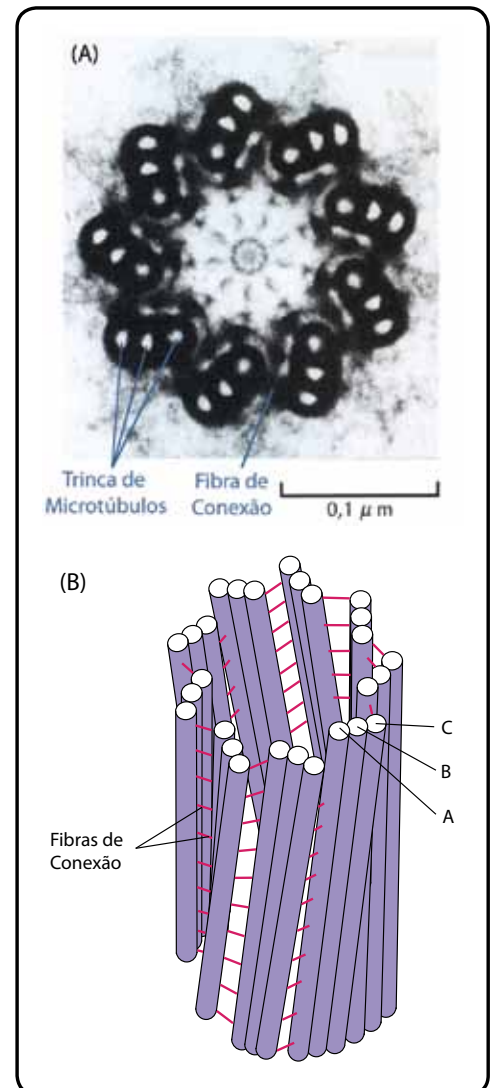 (A)
Trinca de
Microtúbulos
Fibra de
Conexão
0,1 μ m
(B)
C
B
A
Fibras de
Conexão